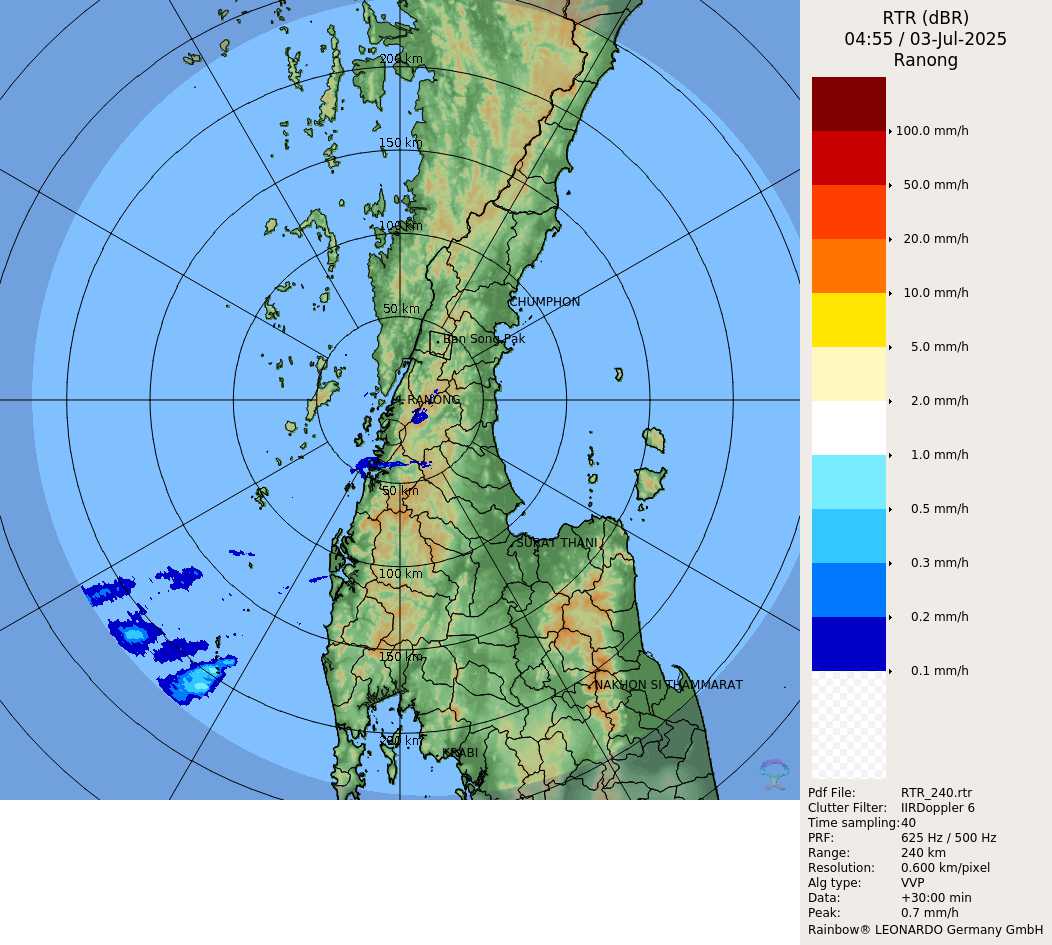 RTR (dBR)
04:55 / 03-Jul-2025
Ranong
100.0 mm/h
50.0 mm/h
20.0 mm/h
10.0 mm/h
5.0 mm/h
2.0 mm/h
1.0 mm/h
0.5 mm/h
0.3 mm/h
0.2 mm/h
0.1 mm/h
Pdf File: RTR_240.rtr
Clutter Filter: IIRDoppler 6
Time sampling:40
PRF: 625 Hz / 500 Hz
Range: 240 km
Resolution: 0.600 km/pixel
Alg type: VVP
Data: +30:00 min
Peak: 0.7 mm/h
Rainbow® LEONARDO Germany GmbH
200 km
150 km
100 km
CHUMPHON
50 km
Ban Song Pak
RANONG
50 km
SURAT THANI
100 km
150 km
NAKHON SI THAMMARAT
200 km
KRABI